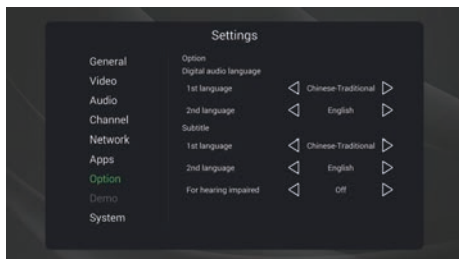 Settings
General
Video
Audio
Channel
Network
Apps
Option
Demo
System
Option
Digital audio language
1st language Chinese-Traditional
2nd language English
Subtitle
1st language Chinese-Traditional
2nd language English
For hearing impaired Off